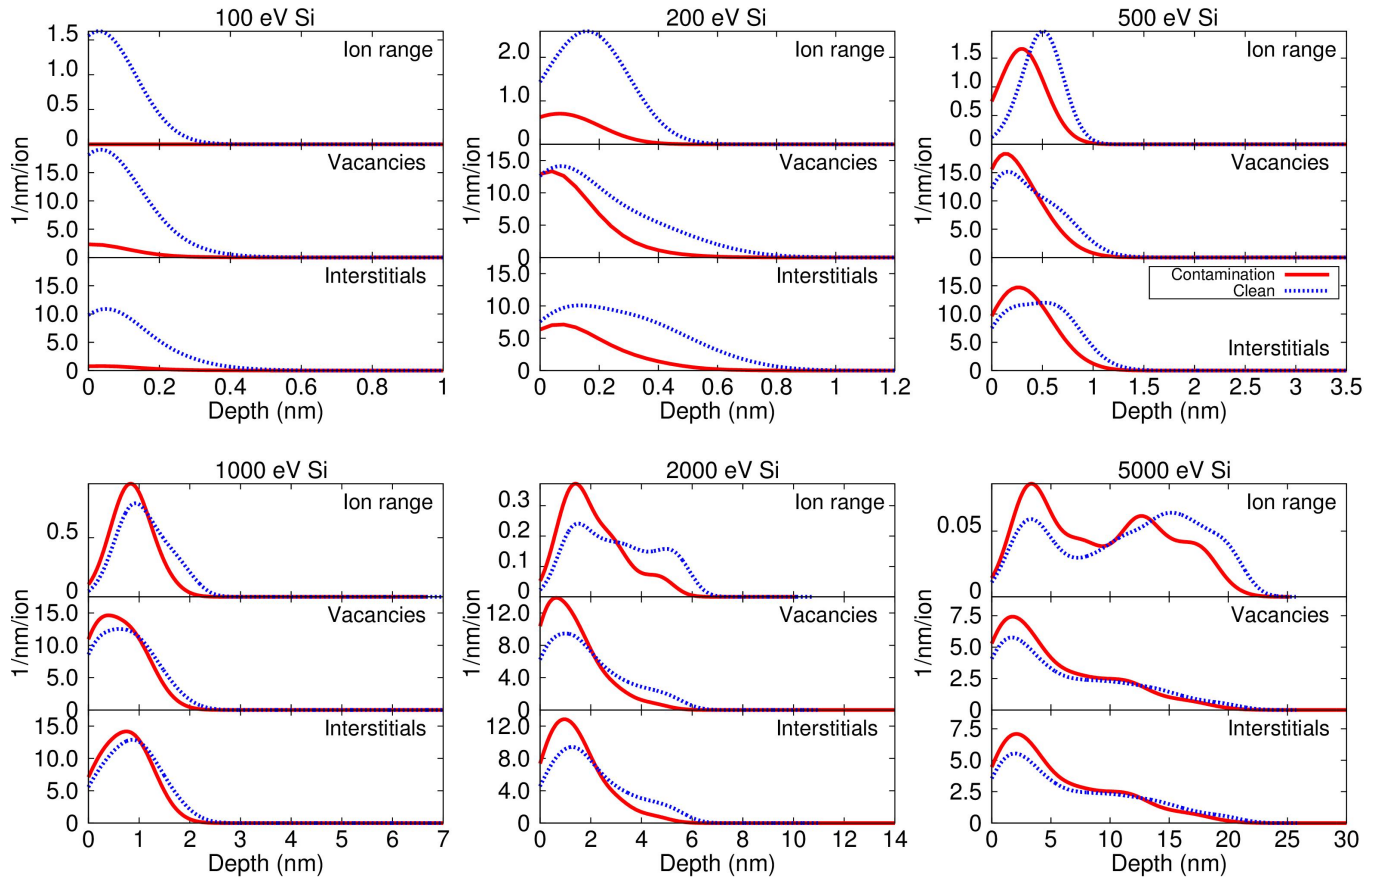 100 eV Si
1.5
1.0
0.5
0
Ion range
1/nm/ion
10.0
5.0
0
Vacancies
15.0
10.0
5.0
0
Interstitials
0 0.2 0.4 0.6 0.8 1
Depth (nm)
200 eV Si
2.0
1.0
0
Ion range
1/nm/ion
15.0
10.0
5.0
0
Vacancies
15.0
10.0
5.0
0
Interstitials
0 0.2 0.4 0.6 0.8 1 1.2
Depth (nm)
500 eV Si
1.5
1.0
0.5
0
Ion range
1/nm/ion
15.0
10.0
5.0
0
Vacancies
15.0
10.0
5.0
0
Contamination
Clean
Interstitials
0 0.5 1 1.5 2 2.5 3 3.5
Depth (nm)
1000 eV Si
0.5
0
Ion range
1/nm/ion
15.0
10.0
5.0
0
Vacancies
15.0
10.0
5.0
0
Interstitials
0 1 2 3 4 5 6 7
Depth (nm)
2000 eV Si
0.3
0.2
0.1
0
Ion range
1/nm/ion
12.0
8.0
4.0
0
Vacancies
12.0
8.0
4.0
0
Interstitials
0 2 4 6 8 10 12 14
Depth (nm)
5000 eV Si
0.05
0
Ion range
1/nm/ion
7.5
5.0
2.5
0
Vacancies
7.5
5.0
2.5
0
Interstitials
0 5 10 15 20 25 30
Depth (nm)